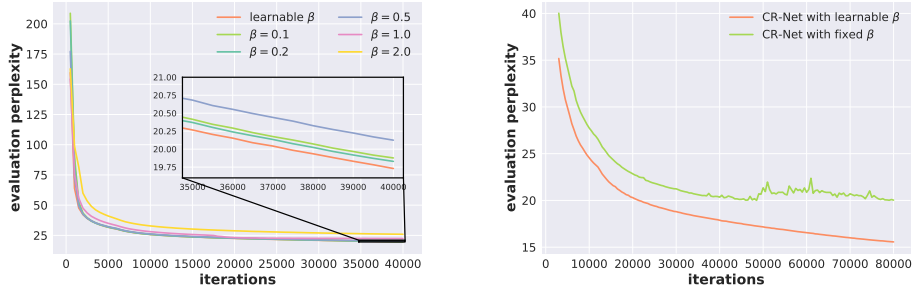 evaluation perplexity
200
175
150
125
100
75
50
25
learnable β
β = 0.1
β = 0.2
β = 0.5
β = 1.0
β = 2.0
21.00
20.75
20.50
20.25
20.00
19.75
35000 36000 37000 38000 39000 40000
0 5000 10000 15000 20000 25000 30000 35000 40000
iterations
evaluation perplexity
40
35
30
25
20
15
CR-Net with learnable β
CR-Net with fixed β
0 10000 20000 30000 40000 50000 60000 70000 80000
iterations